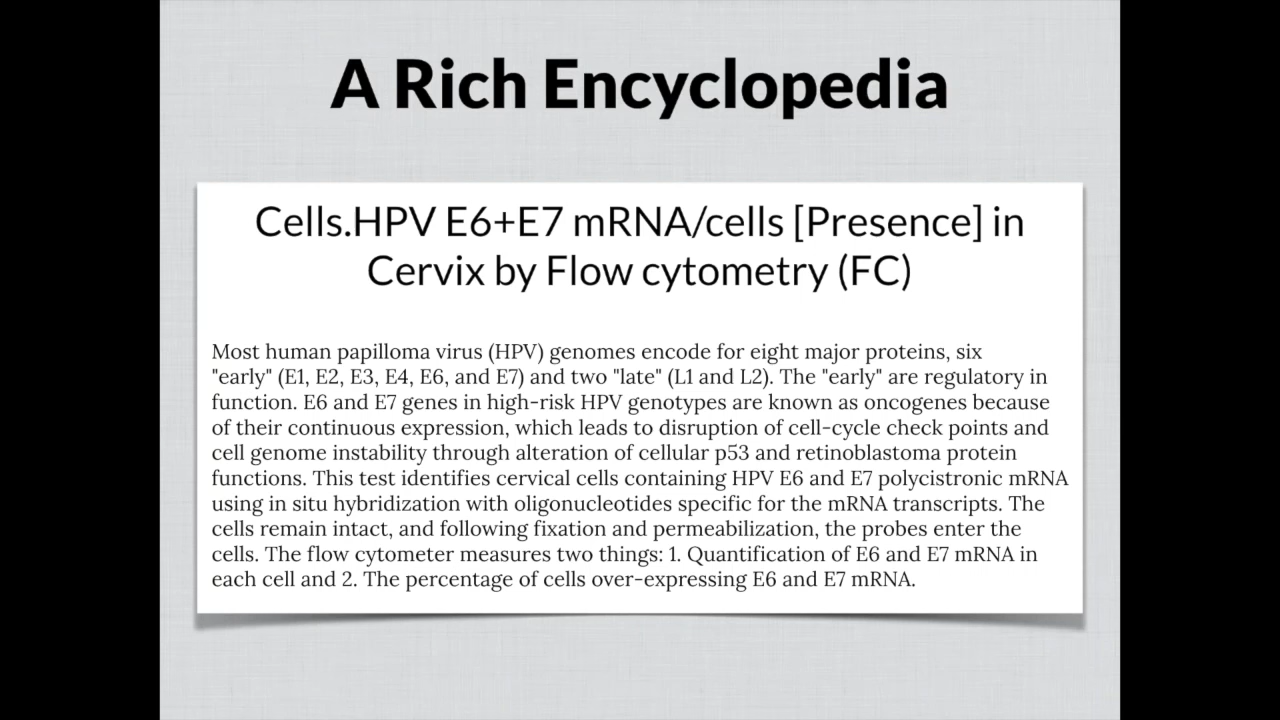 A Rich Encyclopedia
Cells.HPV E6+E7 mRNA/cells [Presence] in
Cervix by Flow cytometry (FC)
Most human papilloma virus (HPV) genomes encode for eight major proteins, six
"early" (E1, E2, E3, E4, E6, and E7) and two "late" (L1 and L2). The "early" are regulatory in
function. E6 and E7 genes in high-risk HPV genotypes are known as oncogenes because
of their continuous expression, which leads to disruption of cell-cycle check points and
cell genome instability through alteration of cellular p53 and retinoblastoma protein
functions. This test identifies cervical cells containing HPV E6 and E7 polycistronic mRNA
using in situ hybridization with oligonucleotides specific for the mRNA transcripts. The
cells remain intact, and following fixation and permeabilization, the probes enter the
cells. The flow cytometer measures two things: 1. Quantification of E6 and E7 mRNA in
each cell and 2. The percentage of cells over-expressing E6 and E7 mRNA.